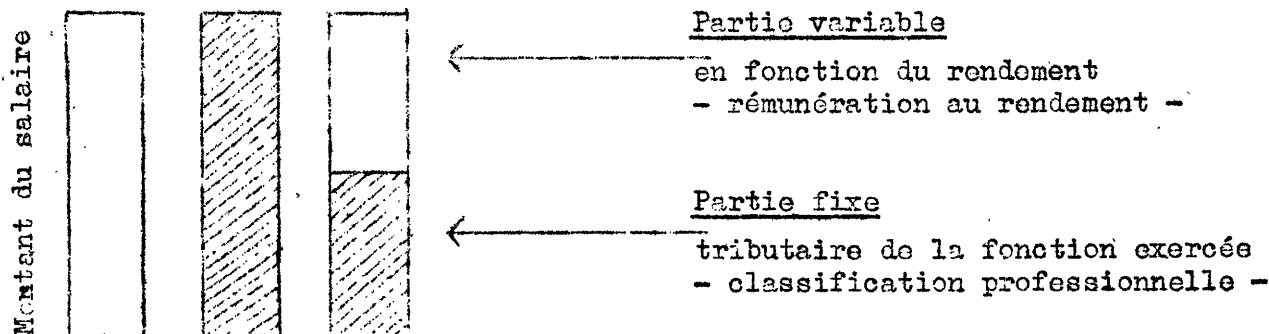 Montant du salaire
Partie variable
en fonction du rendement
- rémunération au rendement -
Partie fixe
tributaire de la fonction exercée
- classification professionnelle -